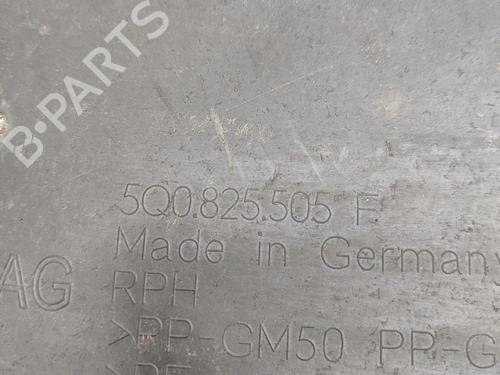 B-PARTS
5Q0.825.505 F
Made in Germany
AG RPH
>PP-GM50 PP-G